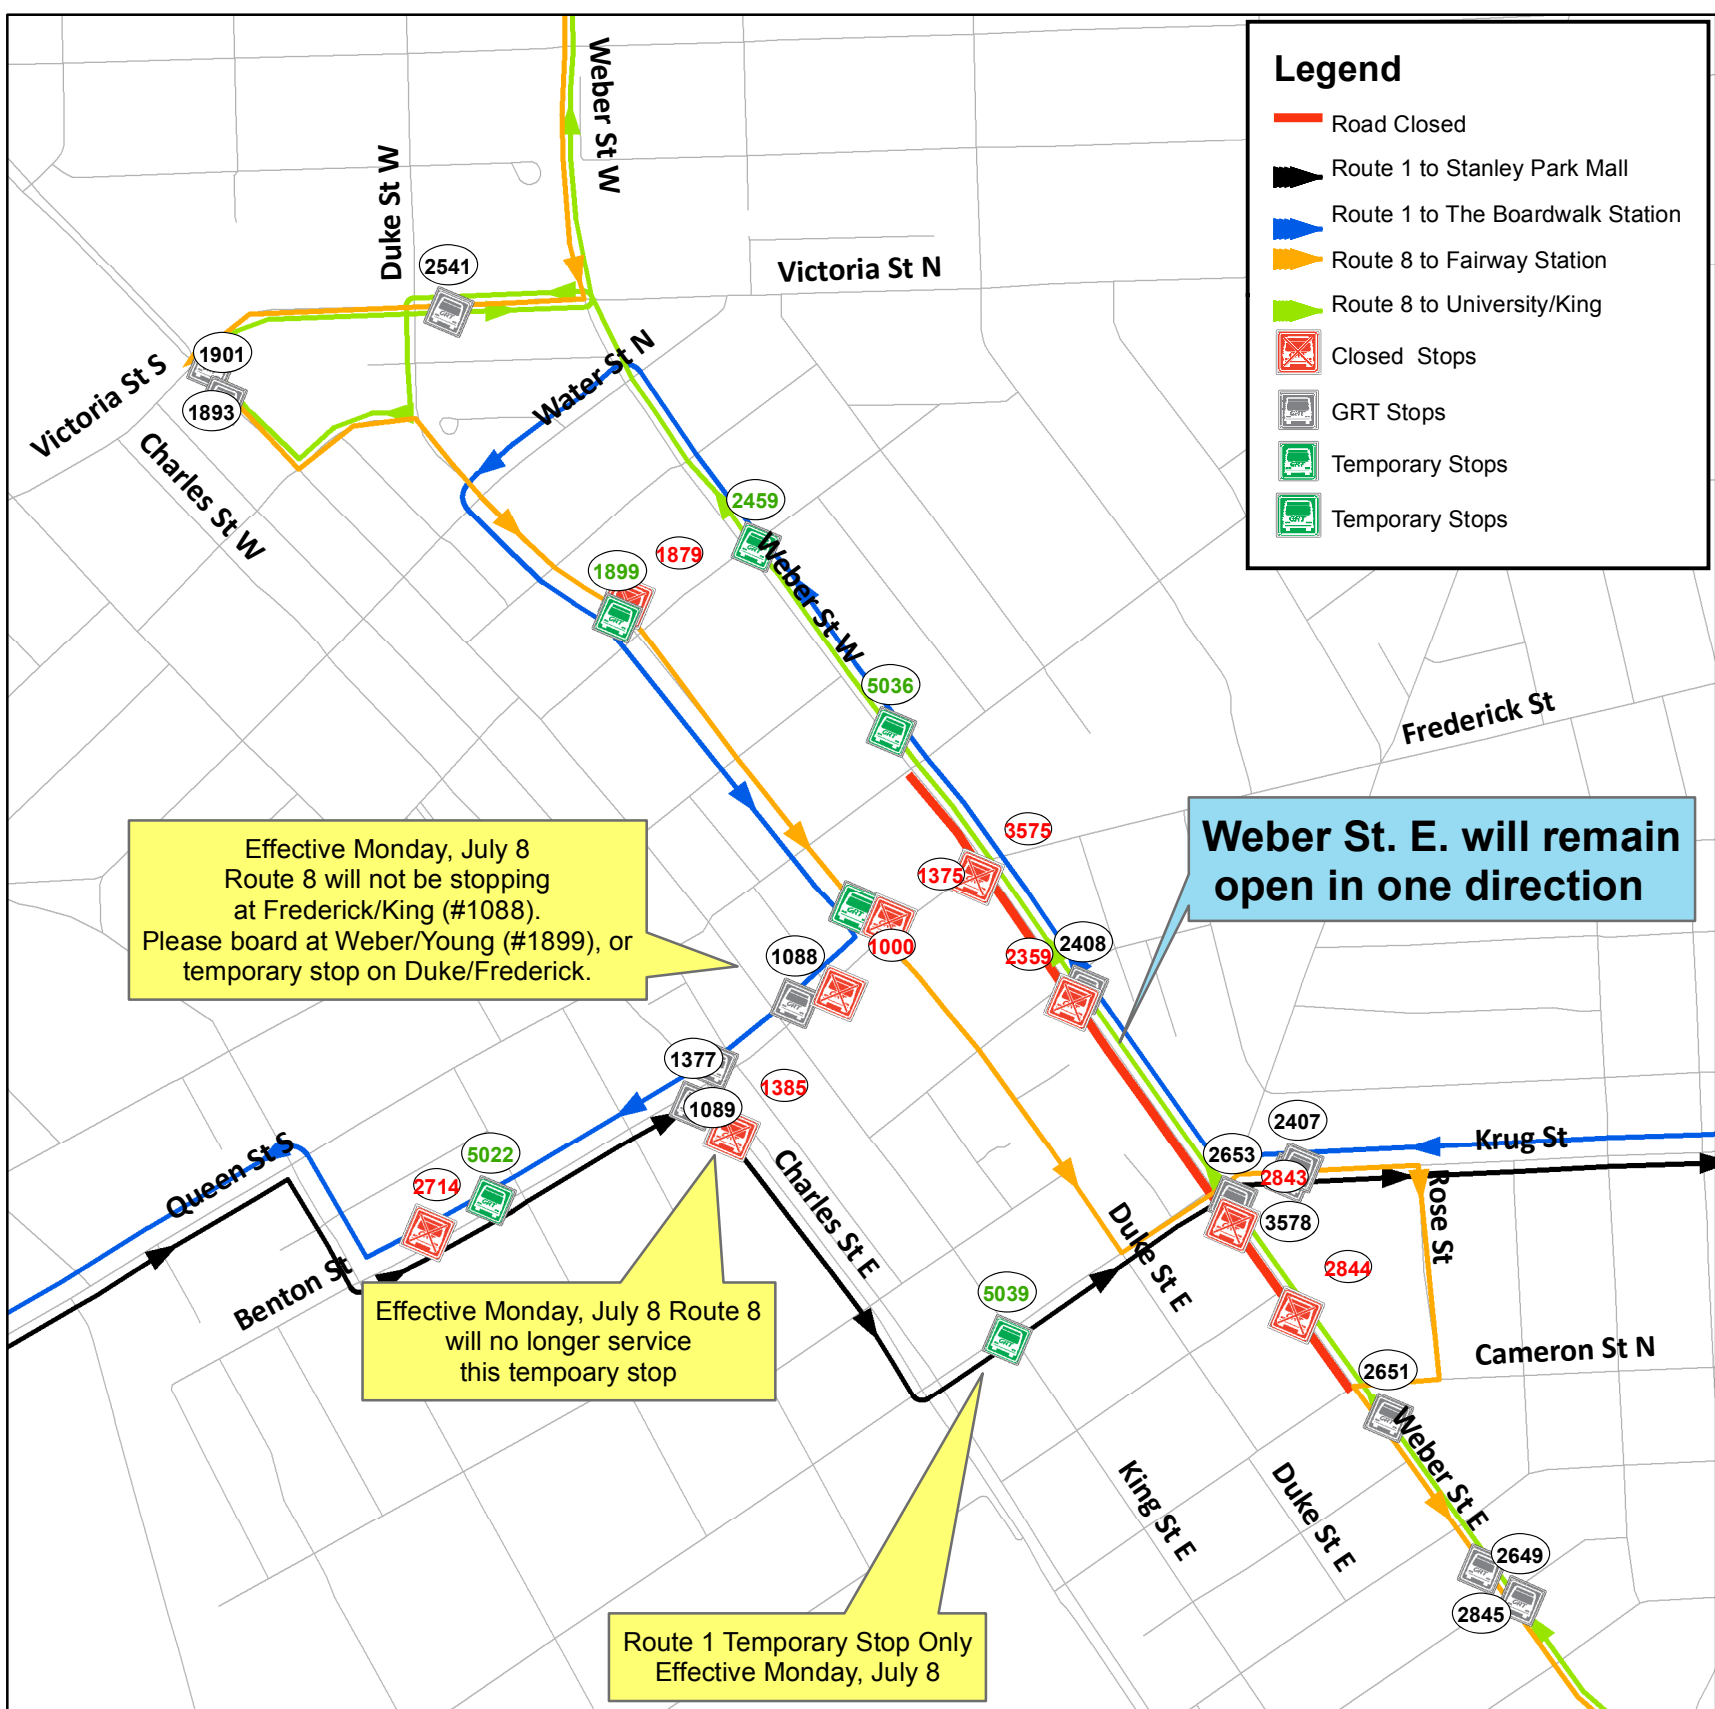 Legend
Road Closed
Route 1 to Stanley Park Mall
Route 1 to The Boardwalk Station
Route 8 to Fairway Station
Route 8 to University/King
Closed  Stops
GRT Stops
Temporary Stops
Temporary Stops
Weber St W
Duke St W
2541
Victoria St N
1901
Victoria St S
1893
Water St N
Charles St W
2459
1879
1899
Weber St W
5036
Frederick St
3575
1375
Weber St. E. will remain
open in one direction
Effective Monday, July 8
Route 8 will not be stopping
at Frederick/King (#1088).
Please board at Weber/Young (#1899), or
temporary stop on Duke/Frederick.
1000
1088
2359
2408
1377
1385
1089
2407
Krug St
2653
2843
3578
Queen St S
5022
2714
Charles St E
Duke St E
Rose St
2844
Benton St
5039
Effective Monday, July 8 Route 8
will no longer service
this tempoary stop
Cameron St N
2651
Weber St E
King St E
Duke St E
2649
2845
Route 1 Temporary Stop Only
Effective Monday, July 8